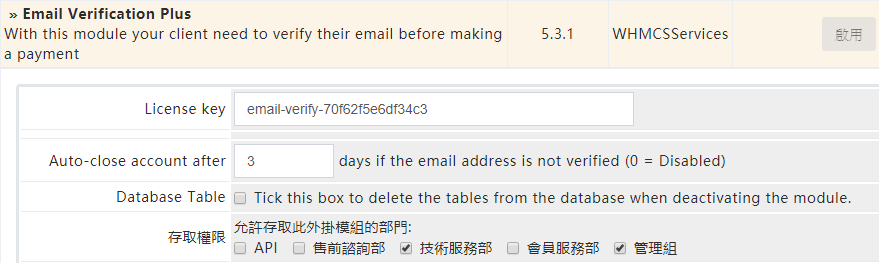 » Email Verification Plus
With this module your client need to verify their email before making
a payment
5.3.1
WHMCSServices
啟用
License key
email-verify-70f62f5e6df34c3
Auto-close account after 3 days if the email address is not verified (0 = Disabled)
Database Table Tick this box to delete the tables from the database when deactivating the module.
存取權限
允許存取此外掛模組的部門:
API 售前諮詢部 技術服務部 會員服務部 管理組